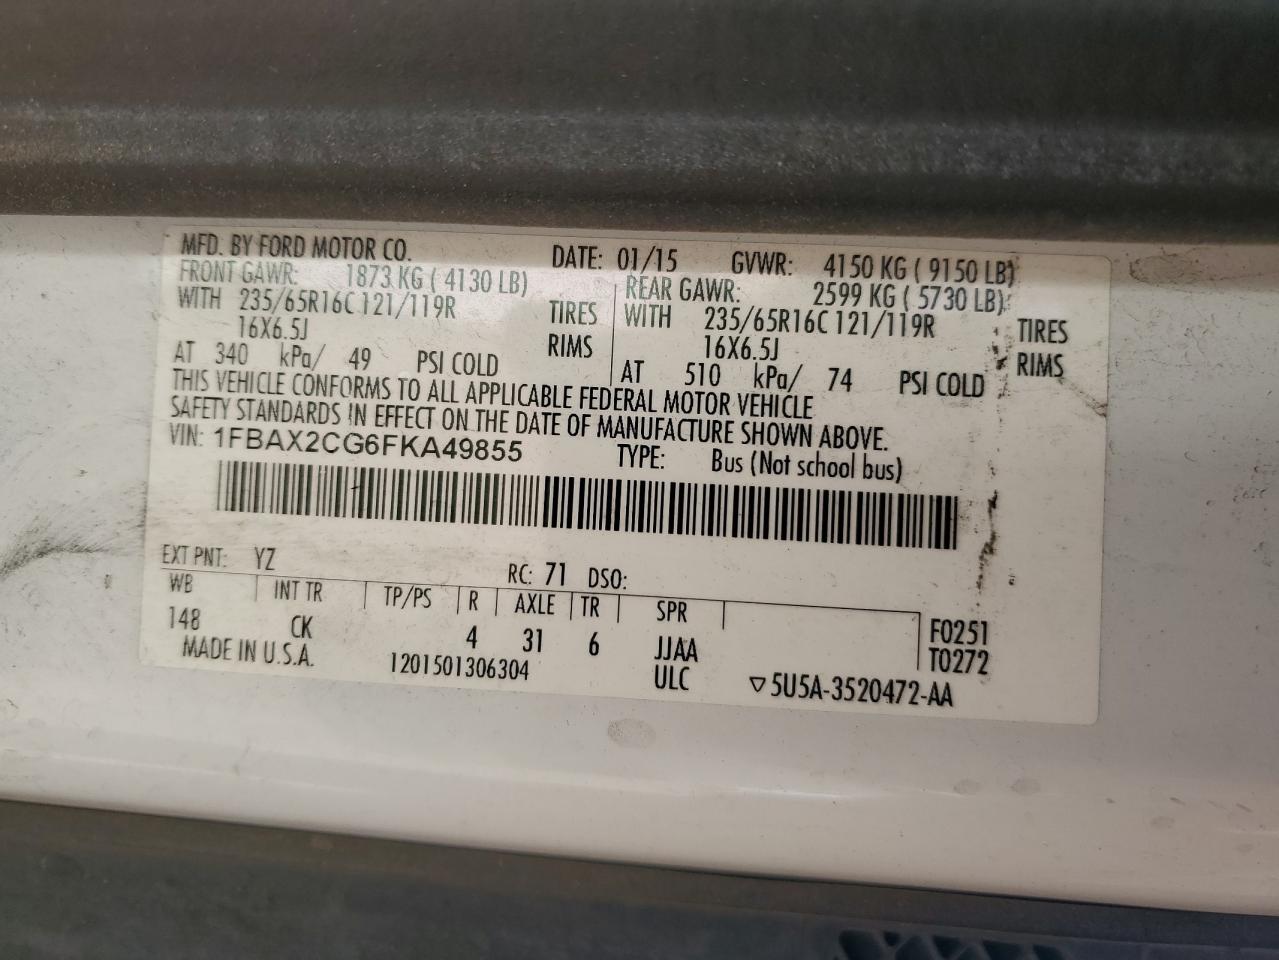 MFD. BY FORD MOTOR CO. DATE: 01/15 GVWR: 4150 KG ( 9150 LB)
FRONT GAWR: 1873 KG ( 4130 LB) REAR GAWR: 2599 KG ( 5730 LB)
WITH 235/65R16C 121/119R TIRES WITH 235/65R16C 121/119R TIRES
16X6.5J RIMS 16X6.5J RIMS
AT 340 kPa/ 49 PSI COLD AT 510 kPa/ 74 PSI COLD
THIS VEHICLE CONFORMS TO ALL APPLICABLE FEDERAL MOTOR VEHICLE
SAFETY STANDARDS IN EFFECT ON THE DATE OF MANUFACTURE SHOWN ABOVE.
VIN: 1FBAX2CG6FKA49855 TYPE: Bus (Not school bus)
EXT PNT: YZ RC: 71 DSO:
WB INT TR TP/PS R AXLE TR SPR
148 CK 4 31 6 JJAA F0251
MADE IN U.S.A. 1201501306304 ULC T0272
▽5U5A-3520472-AA